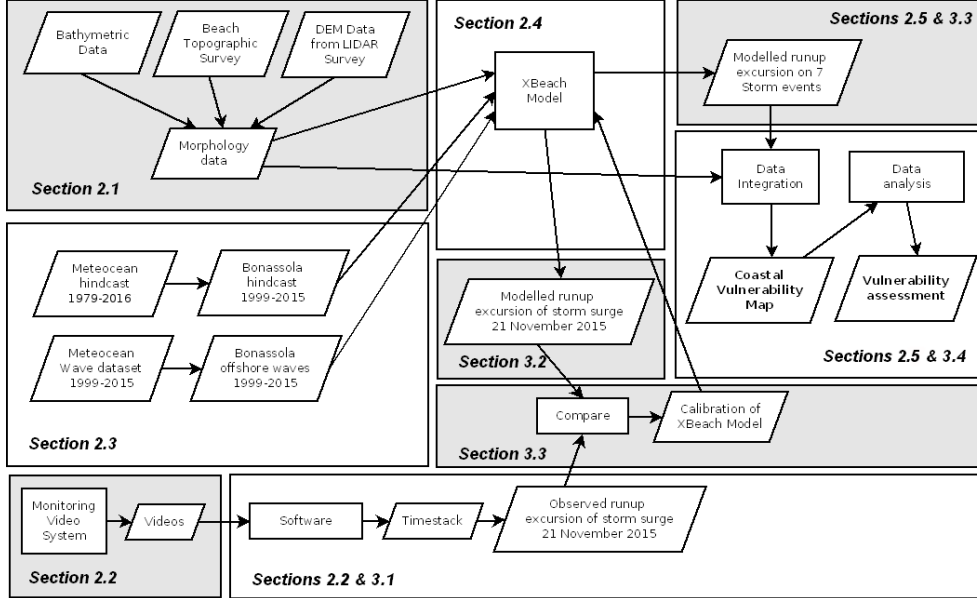 Bathymetric
Data
Beach
Topographic
Survey
DEM Data
from LIDAR
Survey
Morphology
data
Section 2.1
Section 2.4
XBeach
Model
Sections 2.5 & 3.3
Modelled runup
excursion on 7
Storm events
Data
Integration
Data
analysis
Coastal
Vulnerability
Map
Vulnerability
assessment
Sections 2.5 & 3.4
Meteocean
hindcast
1979-2016
Bonassola
hindcast
1999-2015
Meteocean
Wave dataset
1999-2015
Bonassola
offshore waves
1999-2015
Section 2.3
Modelled runup
excursion of storm surge
21 November 2015
Section 3.2
Compare
Calibration of
XBeach Model
Section 3.3
Monitoring
Video
System
Videos
Section 2.2
Software
Timestack
Observed runup
excursion of storm surge
21 November 2015
Sections 2.2 & 3.1